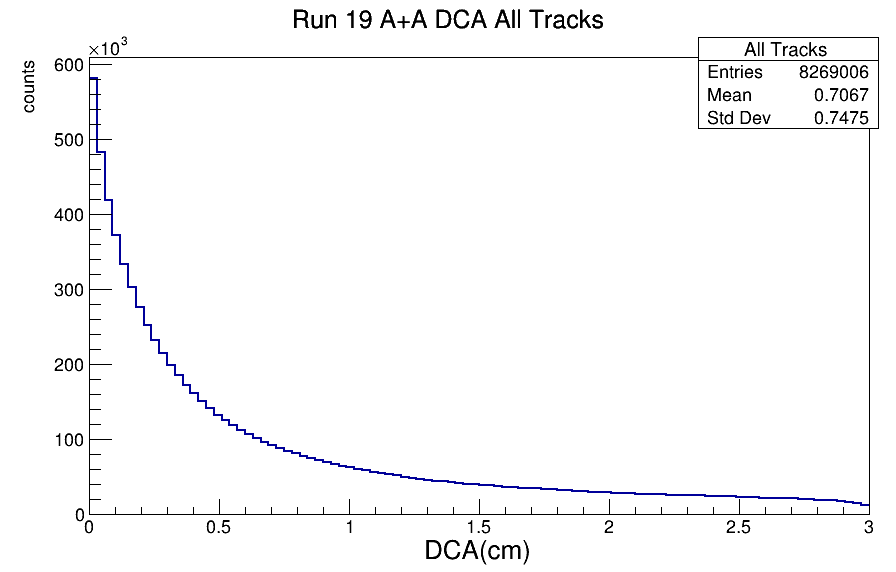 Run 19 A+A DCA All Tracks
×10³
All Tracks
Entries 8269006
Mean 0.7067
Std Dev 0.7475
counts
600
500
400
300
200
100
0
0 0.5 1 1.5 2 2.5 3
DCA(cm)